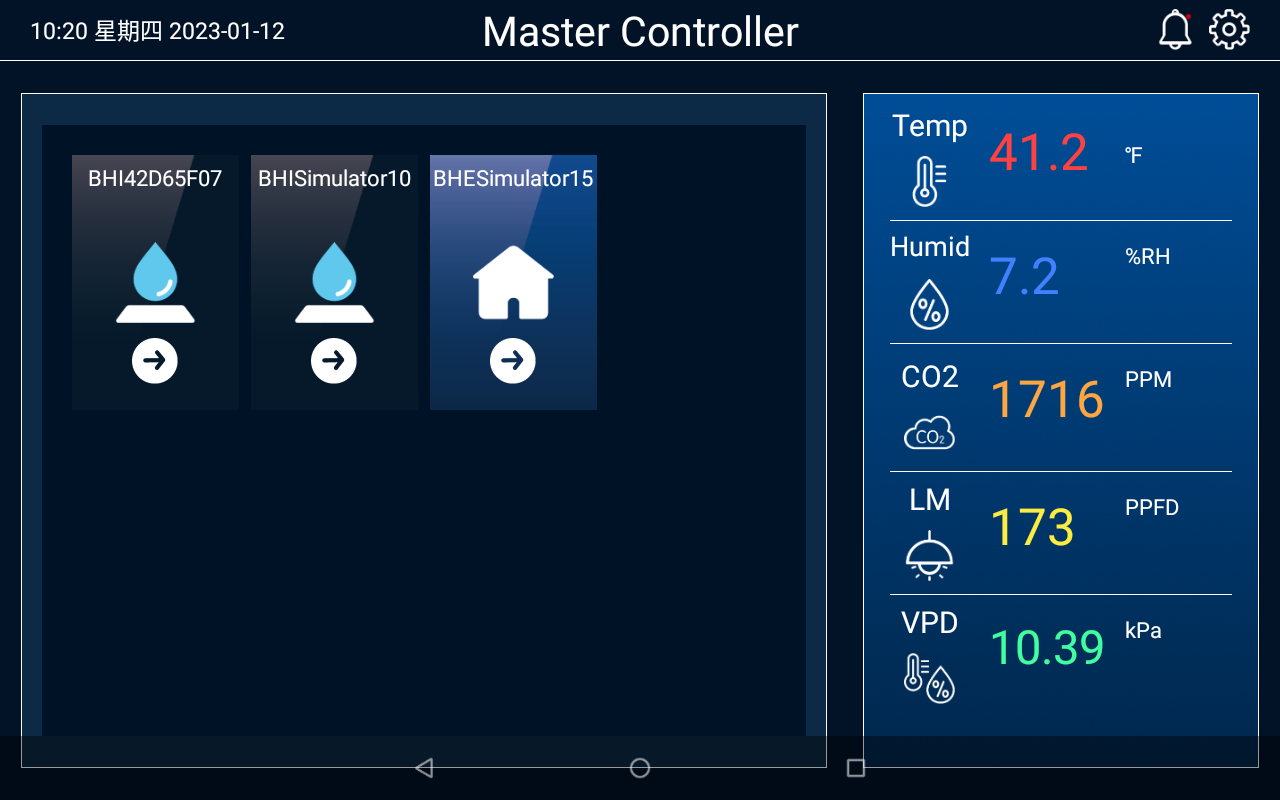 10:20 星期四 2023-01-12
Master Controller
BHI42D65F07
BHISimulator10
BHESimulator15
Temp
41.2
℉
Humid
7.2
%RH
%
CO2
1716
PPM
CO₂
LM
173
PPFD
VPD
10.39
kPa
%